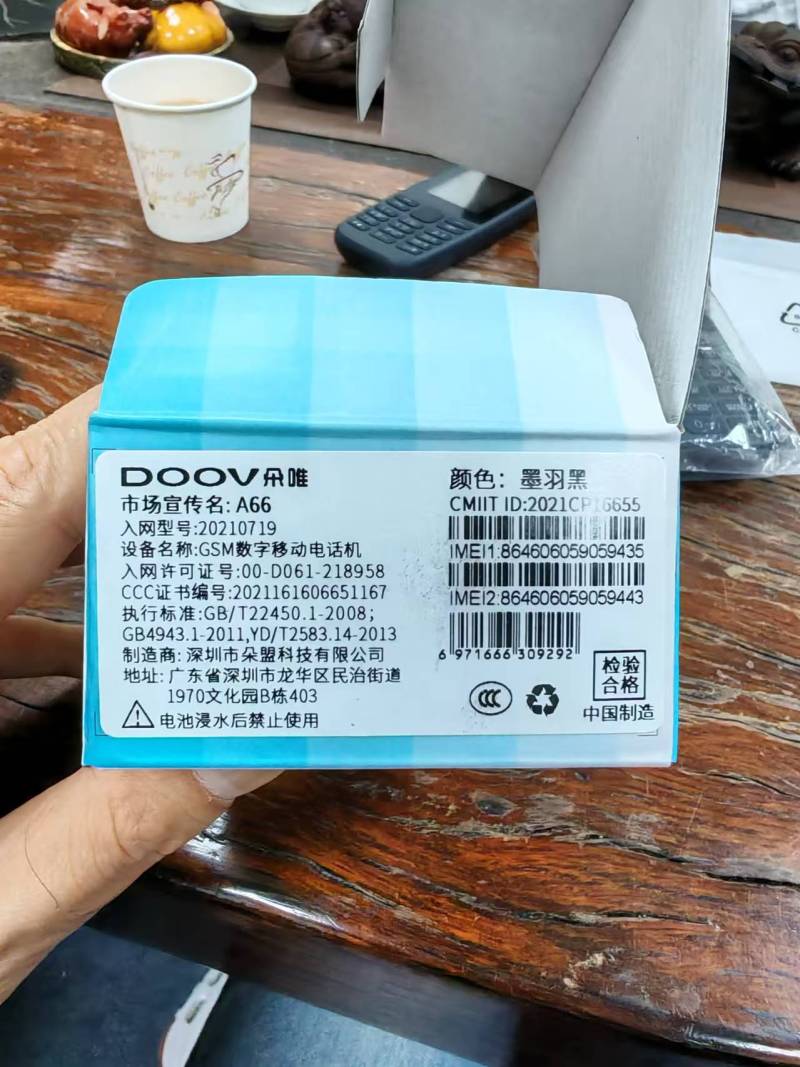 DOOV朵唯
市场宣传名: A66
入网型号:20210719
设备名称:GSM数字移动电话机
入网许可证号:00-D061-218958
CCC证书编号:2021161606651167
执行标准:GB/T22450.1-2008;
GB4943.1-2011,YD/T2583.14-2013
制造商: 深圳市朵盟科技有限公司
地址: 广东省深圳市龙华区民治街道
1970文化园B栋403
电池浸水后禁止使用
颜色: 墨羽黑
CMIIT ID:2021CP16655
IMEI1:864606059059435
IMEI2:864606059059443
6 971666 309292
CCC
检验
合格
中国制造
Coffee